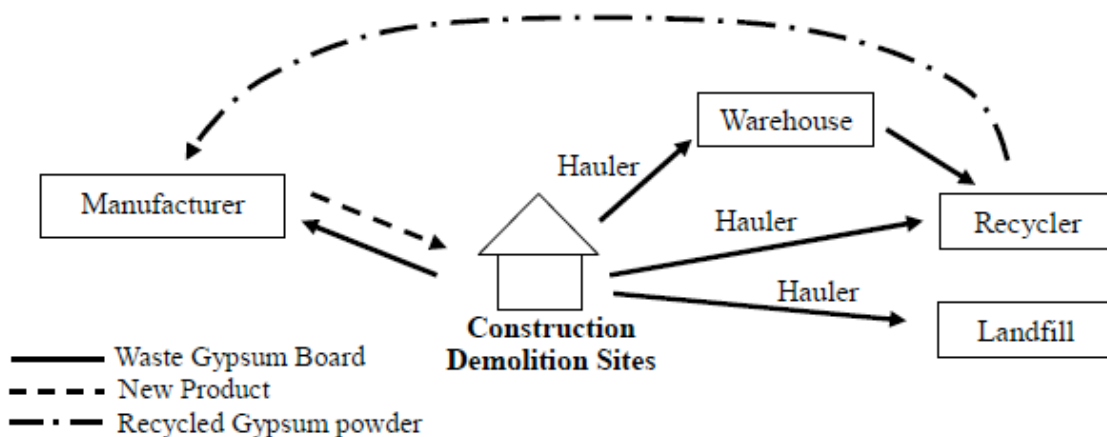 Warehouse
Hauler
Manufacturer
Hauler
Recycler
Hauler
Landfill
Construction
Demolition Sites
Waste Gypsum Board
New Product
Recycled Gypsum powder